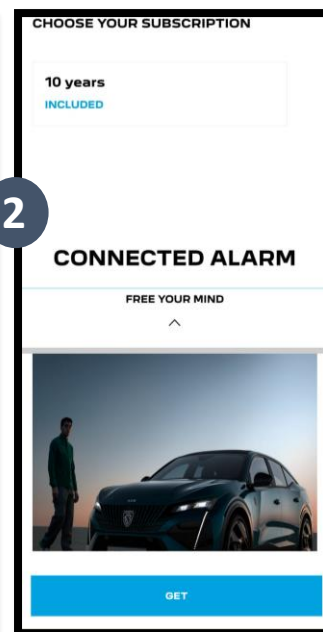 CHOOSE YOUR SUBSCRIPTION
10 years
INCLUDED
2
CONNECTED ALARM
FREE YOUR MIND
GET